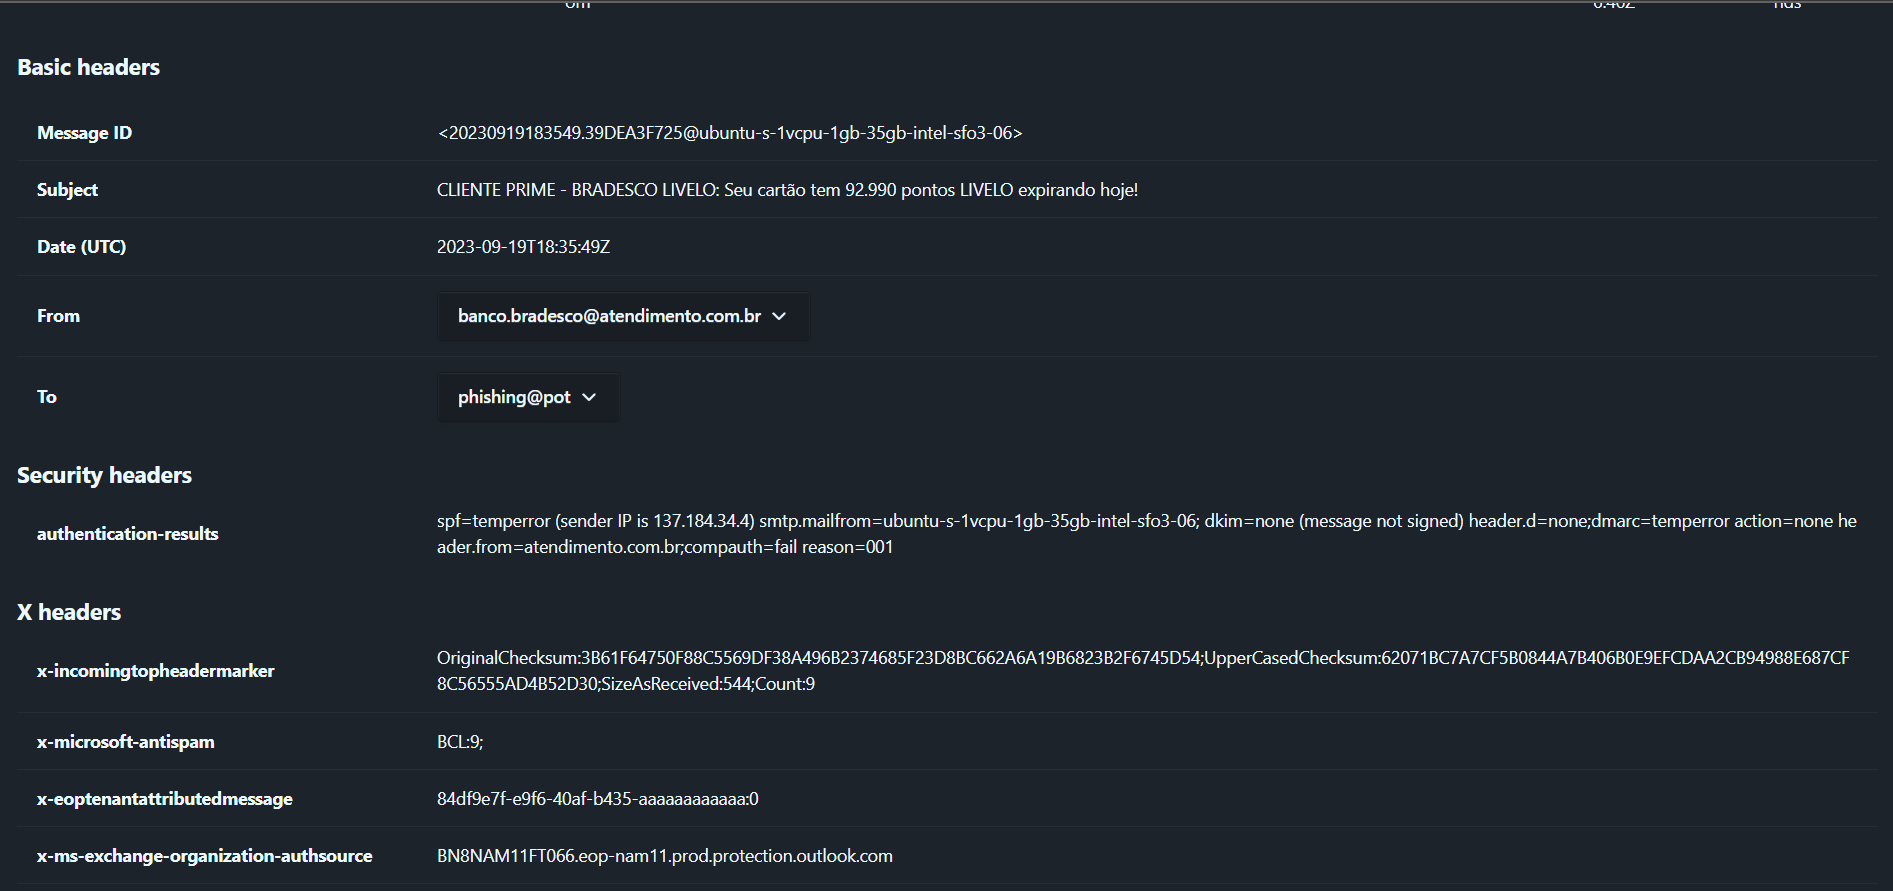 Basic headers
Message ID
<20230919183549.39DEA3F725@ubuntu-s-1vcpu-1gb-35gb-intel-sfo3-06>
Subject
CLIENTE PRIME - BRADESCO LIVELO: Seu cartão tem 92.990 pontos LIVELO expirando hoje!
Date (UTC)
2023-09-19T18:35:49Z
From
banco.bradesco@atendimento.com.br
To
phishing@pot
Security headers
authentication-results
spf=temperror (sender IP is 137.184.34.4) smtp.mailfrom=ubuntu-s-1vcpu-1gb-35gb-intel-sfo3-06; dkim=none (message not signed) header.d=none;dmarc=temperror action=none he
ader.from=atendimento.com.br;compauth=fail reason=001
X headers
x-incomingtopheadermarker
OriginalChecksum:3B61F64750F88C5569DF38A496B2374685F23D8BC662A6A19B6823B2F6745D54;UpperCasedChecksum:62071BC7A7CF5B0844A7B406B0E9EFCDAA2CB94988E687CF
8C56555AD4B52D30;SizeAsReceived:544;Count:9
x-microsoft-antispam
BCL:9;
x-eoptenantattributedmessage
84df9e7f-e9f6-40af-b435-aaaaaaaaaaaa:0
x-ms-exchange-organization-authsource
BN8NAM11FT066.eop-nam11.prod.protection.outlook.com